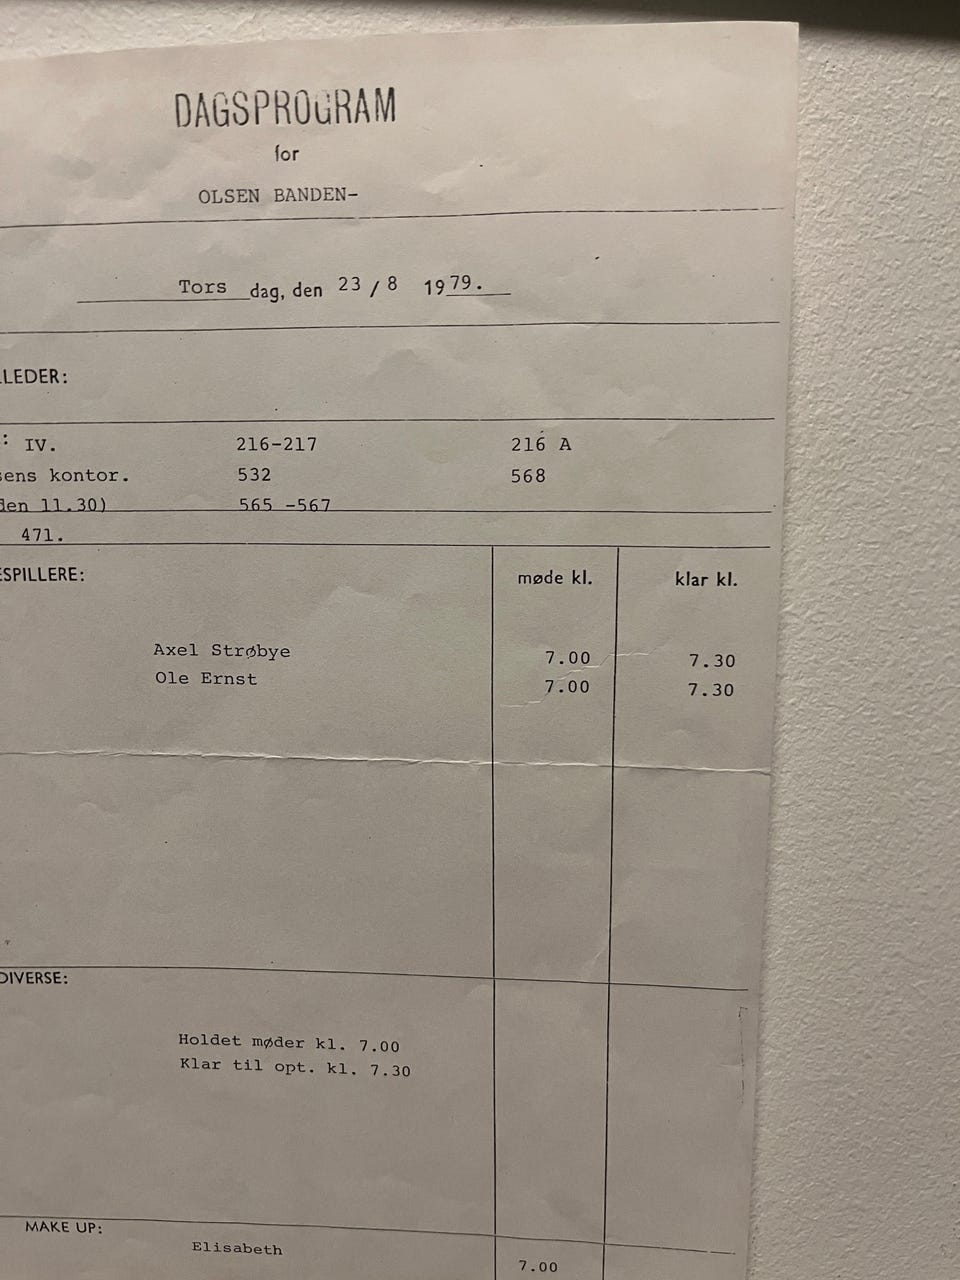 DAGSPROGRAM
for
OLSEN BANDEN-
Tors dag, den 23 / 8 1979.
LEDER:
: IV. 216-217 216 A
sens kontor. 532 568
den 11.30) 565 -567
471.
ESPILLERE: møde kl. klar kl.
Axel Strøbye 7.00 7.30
Ole Ernst 7.00 7.30
DIVERSE:
Holdet møder kl. 7.00
Klar til opt. kl. 7.30
MAKE UP:
Elisabeth 7.00